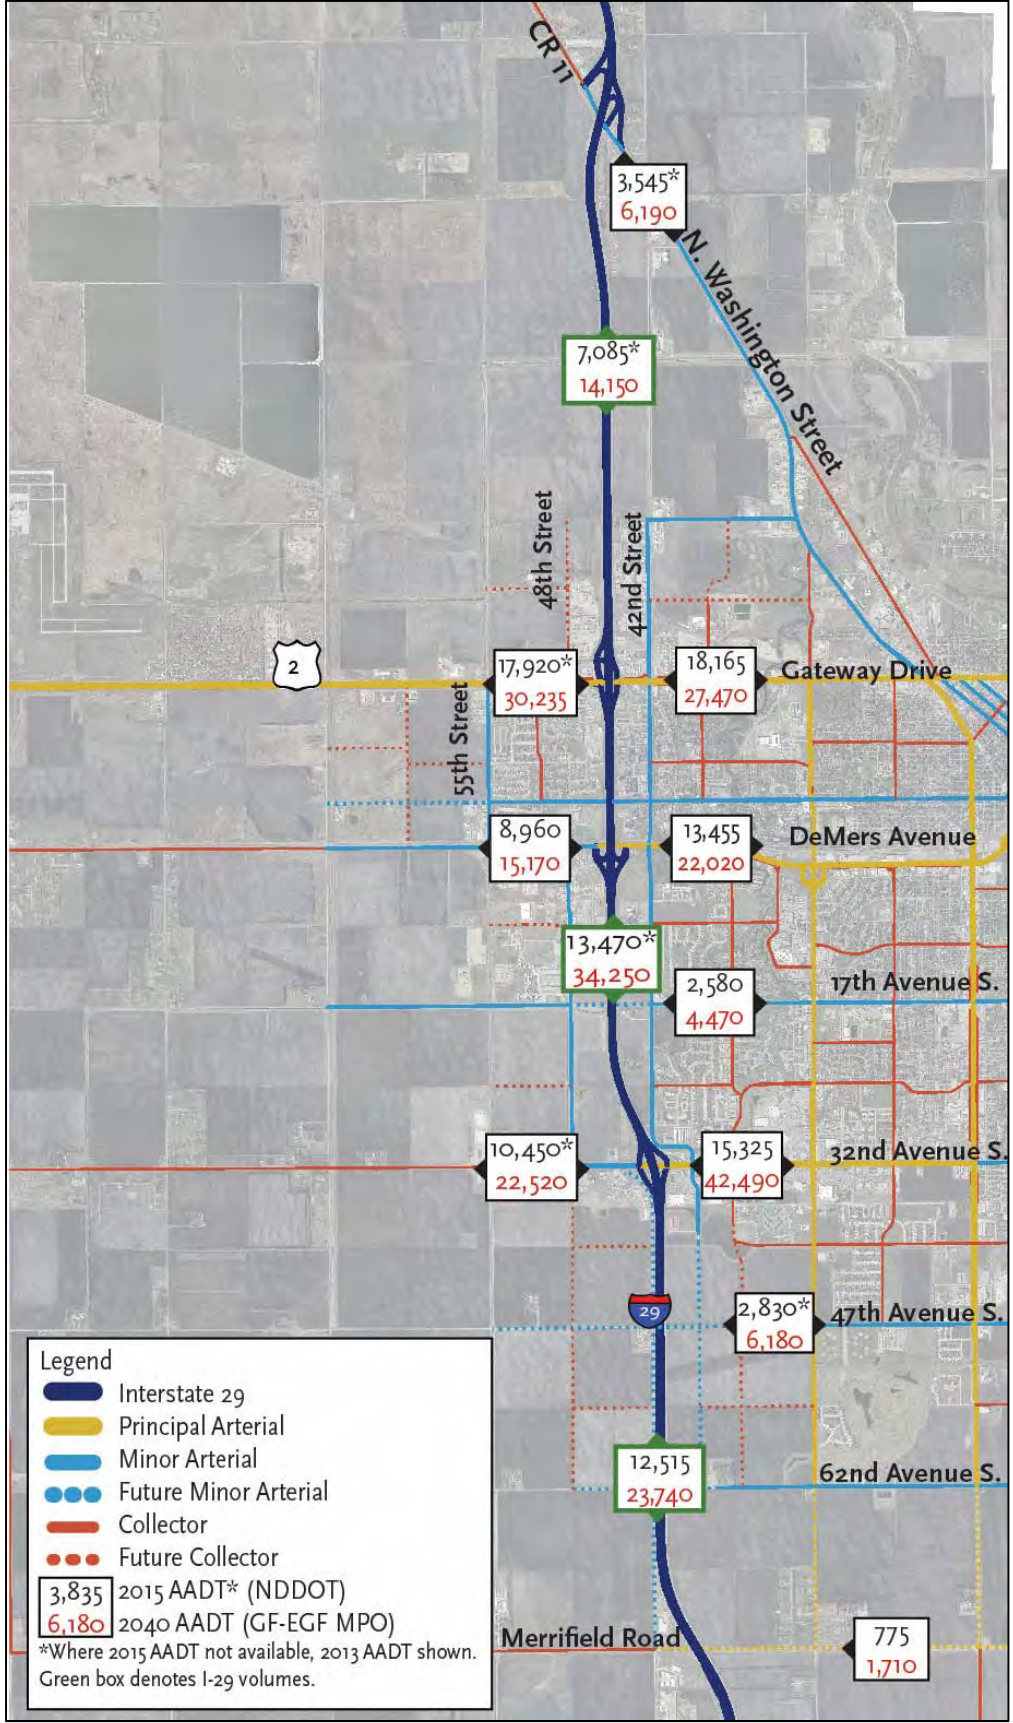 CR 11
3,545*
6,190
N. Washington Street
7,085*
14,150
48th Street
42nd Street
2
17,920*
30,235
18,165
27,470
Gateway Drive
55th Street
8,960
15,170
13,455
22,020
DeMers Avenue
13,470*
34,250
2,580
4,470
17th Avenue S.
10,450*
22,520
15,325
42,490
32nd Avenue S.
29
2,830*
6,180
47th Avenue S.
12,515
23,740
62nd Avenue S.
Merrifield Road
775
1,710
Legend
Interstate 29
Principal Arterial
Minor Arterial
Future Minor Arterial
Collector
Future Collector
3,835 2015 AADT* (NDDOT)
6,180 2040 AADT (GF-EGF MPO)
*Where 2015 AADT not available, 2013 AADT shown.
Green box denotes I-29 volumes.